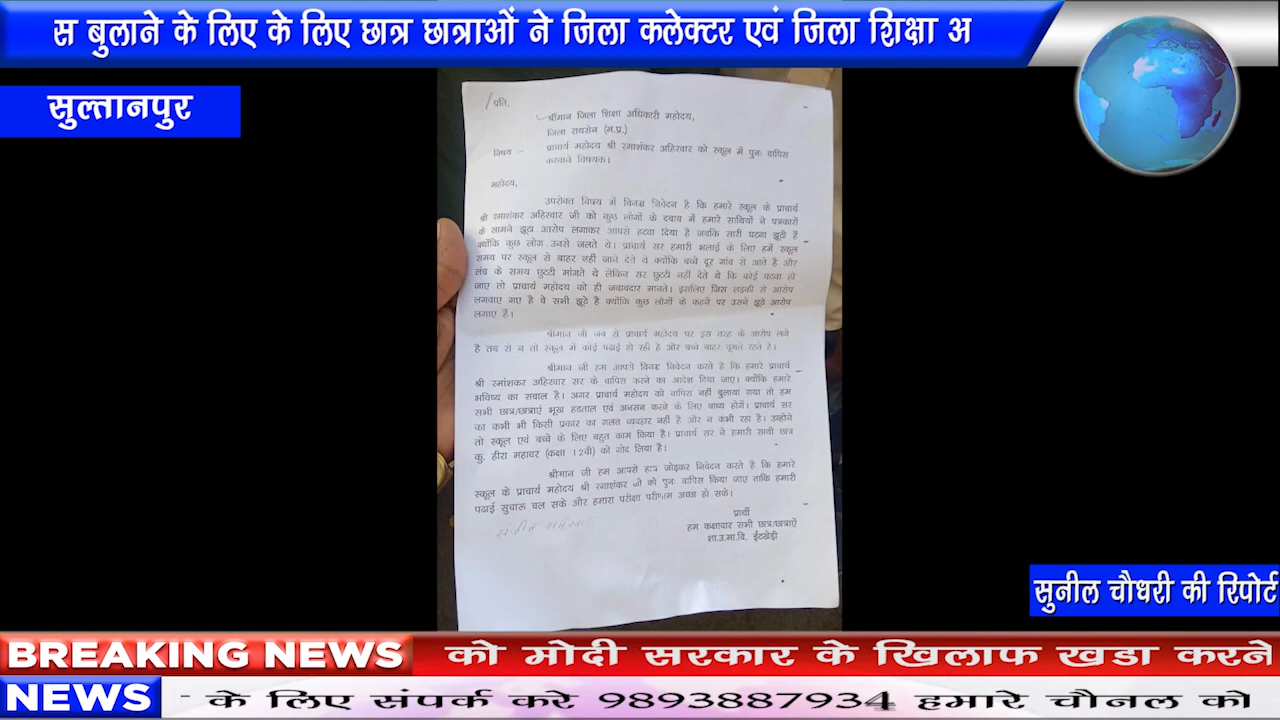 स बुलाने के लिए के लिए छात्र छात्राओं ने जिला कलेक्टर एवं जिला शिक्षा अ
सुल्तानपुर
प्रति,
श्रीमान जिला शिक्षा अधिकारी महोदय,
जिला रायसेन (म.प्र.)
विषय :- प्राचार्य महोदय श्री रमाशंकर अहिरवार को स्कूल में पुनः वापिस
करवाने विषयक।
महोदय,
उपरोक्त विषय में विनम्र निवेदन है कि हमारे स्कूल के प्राचार्य
श्री रमाशंकर अहिरवार जी को कुछ लोगों के दबाव में हमारे साथियों ने पत्रकारों
के सामने झूठा आरोप लगाकर आपसे हटवा दिया है जबकि सारी घटना झूठी है
क्योंकि कुछ लोग उनसे जलते थे। प्राचार्य सर हमारी भलाई के लिए हमें स्कूल
समय पर स्कूल से बाहर नहीं जाने देते थे क्योंकि बच्चे दूर गांव से आते है और
लंच के समय छुटटी मांगते थे लेकिन सर छुटटी नहीं देते थे कि कोई घटना हो
जाए तो प्राचार्य महोदय को ही जवाबदार मानते। इसलिए जिस लड़की से आरोप
लगवाए गए है वे सभी झूठे है क्योंकि कुछ लोगों के कहने पर उसने झूठे आरोप
लगाए है।
श्रीमान जी जब से प्राचार्य महोदय पर इस तरह के आरोप लगे
है तब से न तो स्कूल में कोई पढाई हो रही है और बच्चे बाहर घूमते रहते है।
श्रीमान जी हम आपसे विनम्र निवेदन करते है कि हमारे प्राचार्य
श्री रमांशकर अहिरवार सर के वापिस करने का आदेश दिया जाए। क्योंकि हमारे
भविष्य का सवाल है। अगर प्राचार्य महोदय को वापिस नहीं बुलाया गया तो हम
सभी छात्र/छात्राएं भूख हडताल एवं अनसन करने के लिए बाध्य होगें। प्राचार्य सर
का कभी भी किसी प्रकार का गलत व्यवहार नहीं है और न कभी रहा है। उन्होने
तो स्कूल एवं बच्चे के लिए बहुत काम किया है। प्राचार्य सर ने हमारी साथी छात्र
कु. हीरा महावर (कक्षा 12वी) को गोद लिया है।
श्रीमान जी हम आपसे हाथ जोड़कर निवेदन करते है कि हमारे
स्कूल के प्राचार्य महोदय श्री रमाशंकर जी को पुनः वापिस किया जाए ताकि हमारी
पढाई सुचारू चल सके और हमारा परीक्षा परीणाम अच्छा हो सके।
प्रार्थी
हम कक्षावार सभी छात्र/छात्राऐं
शा.उ.मा.वि. ईटखेड़ी
सुनील चौधरी की रिपोर्ट
BREAKING NEWS को मोदी सरकार के खिलाफ खडा करने
NEWS के लिए संपर्क करे 9893887934 हमारे चौनल को